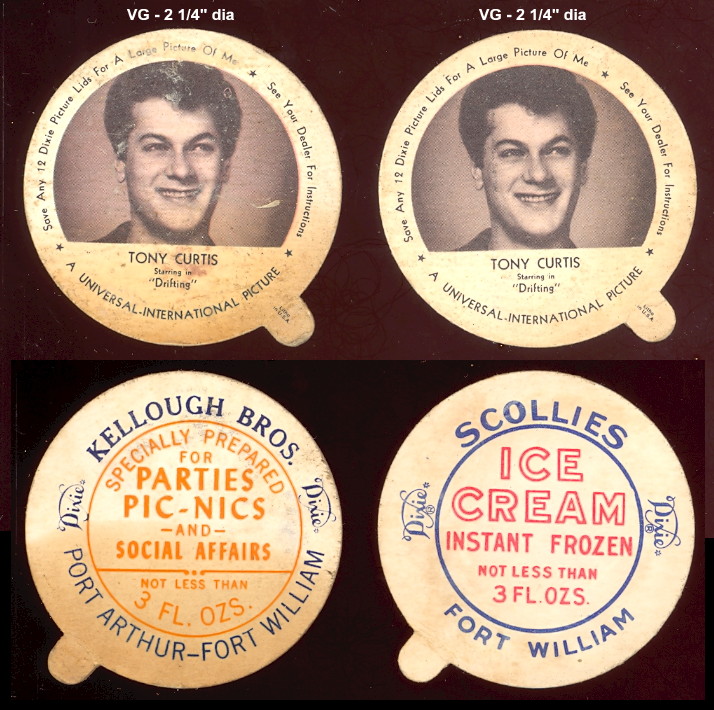 VG - 2 1/4" dia
VG - 2 1/4" dia
Save Any 12 Dixie Picture Lids For A Large Picture Of Me ★ See Your Dealer For Instructions ★
TONY CURTIS
Starring in
"Drifting"
A UNIVERSAL-INTERNATIONAL PICTURE
LITHO
IN U.S.A.
Save Any 12 Dixie Picture Lids For A Large Picture Of Me ★ See Your Dealer For Instructions ★
TONY CURTIS
Starring in
"Drifting"
A UNIVERSAL-INTERNATIONAL PICTURE
LITHO
IN U.S.A.
KELLOUGH BROS.
SPECIALLY PREPARED
FOR
PARTIES
PIC-NICS
-AND-
SOCIAL AFFAIRS
NOT LESS THAN
3 FL. OZS.
Dixie
Dixie
PORT ARTHUR-FORT WILLIAM
SCOLLIES
ICE
CREAM
INSTANT FROZEN
NOT LESS THAN
3 FL. OZS.
Dixie®
Dixie®
FORT WILLIAM